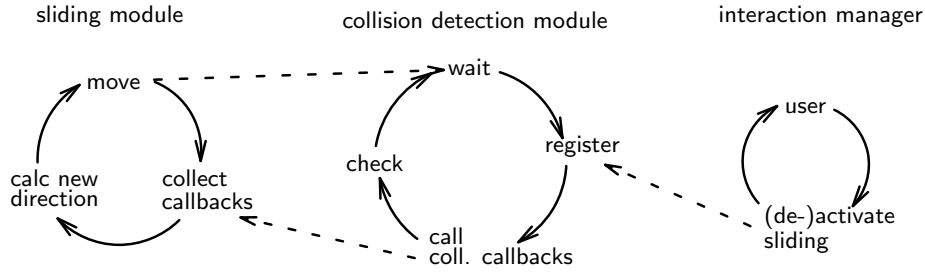 sliding module
collision detection module
interaction manager
move
wait
user
register
check
calc new
direction
collect
callbacks
(de-)activate
sliding
call
coll. callbacks